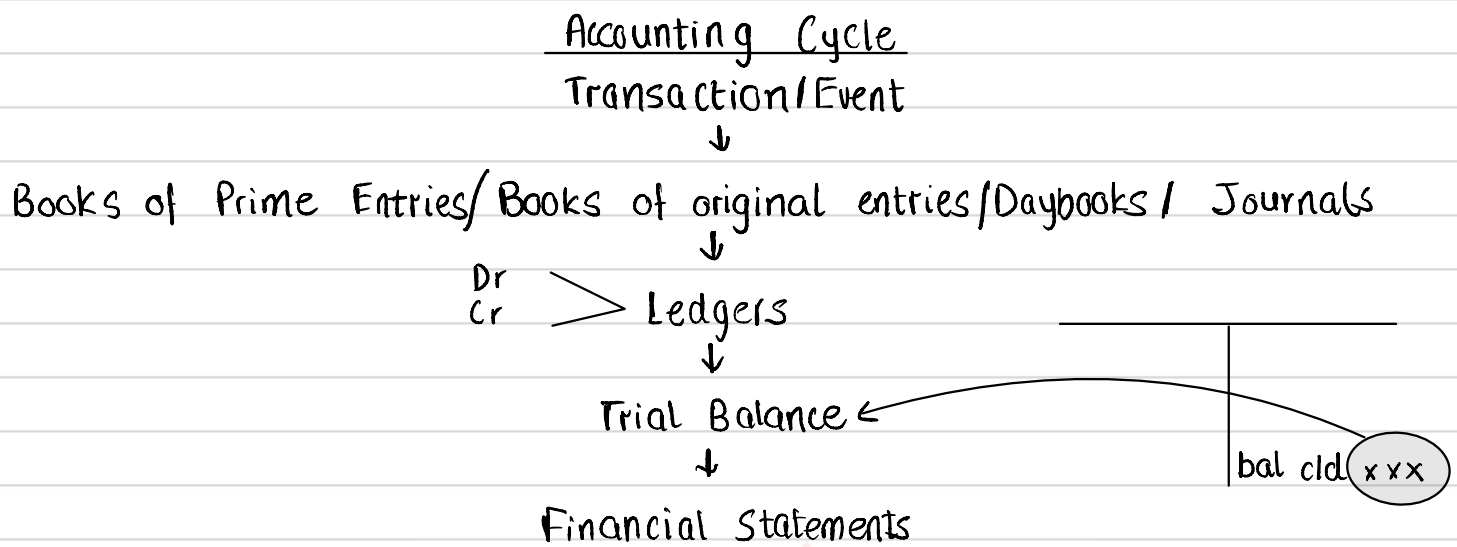 Accounting Cycle
Transaction/Event
↓
Books of Prime Entries/Books of original entries/Daybooks/ Journals
↓
Dr
Cr
Ledgers
↓
Trial Balance
bal c/d xxx
↓
Financial Statements